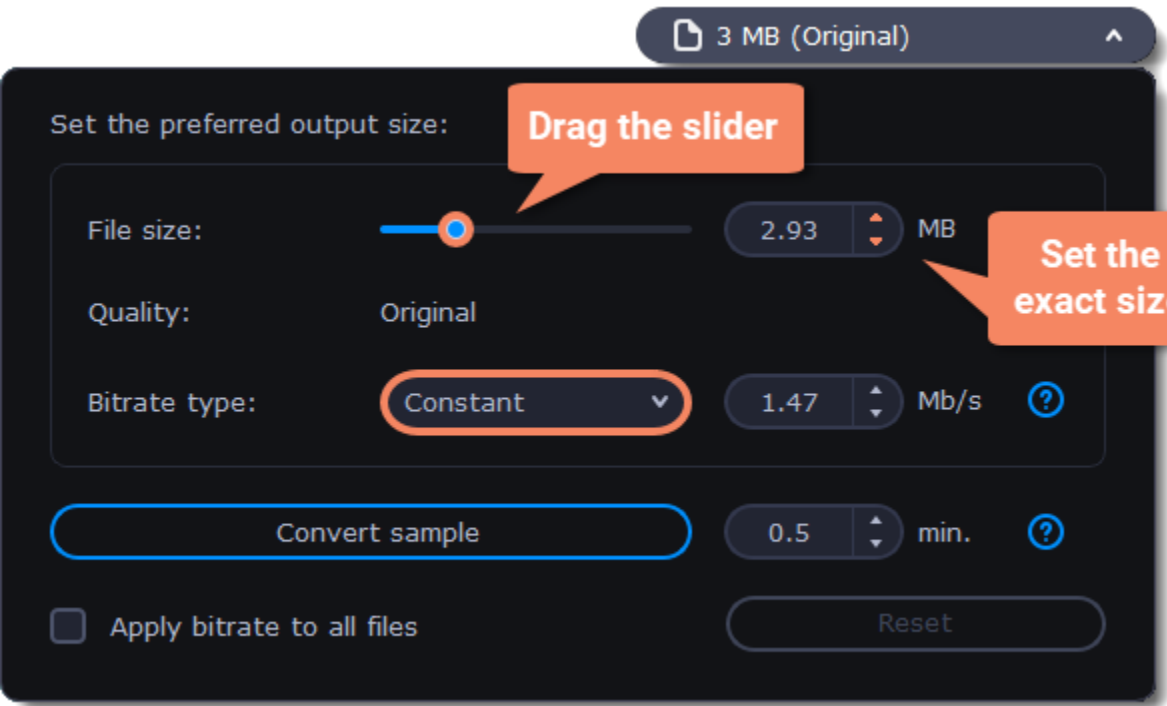 3 MB (Original)
Set the preferred output size:
Drag the slider
File size:
2.93
MB
Set the
exact
Quality:
Original
Bitrate type:
Constant
1.47
Mb/s
?
Convert sample
0.5
min.
?
Apply bitrate to all files
Reset